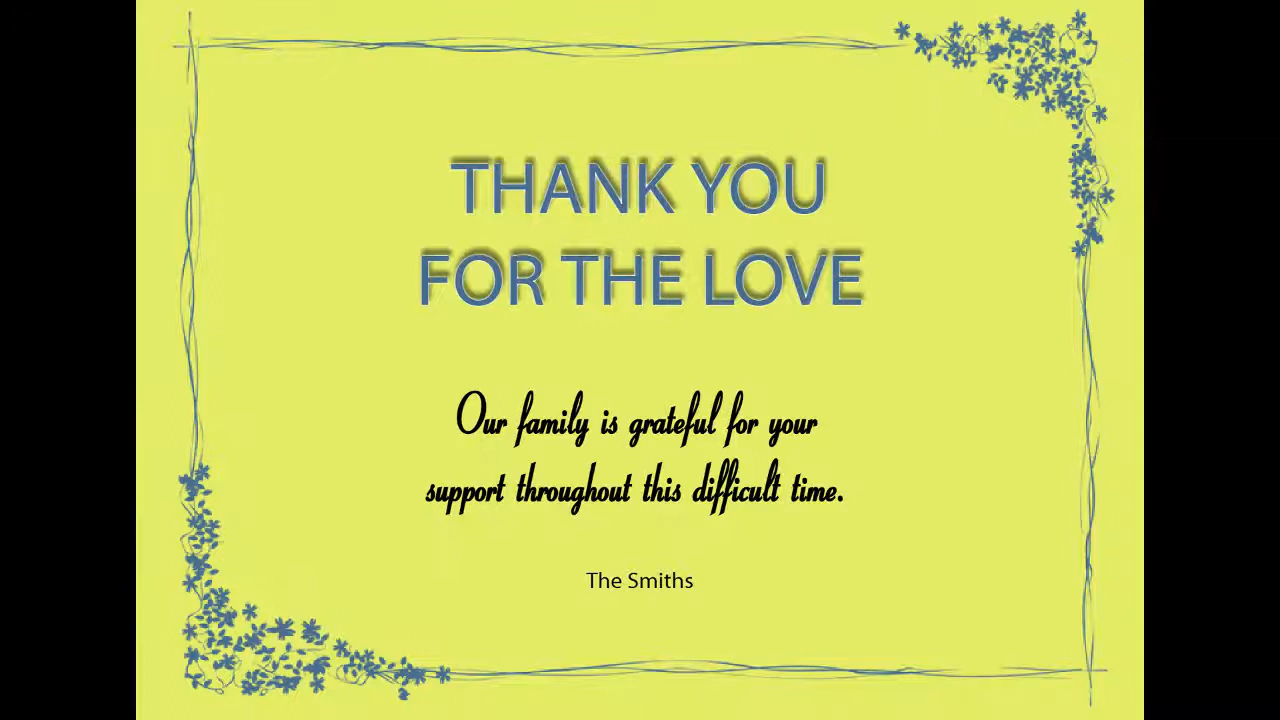 THANK YOU
FOR THE LOVE
Our family is grateful for your
support throughout this difficult time.
The Smiths